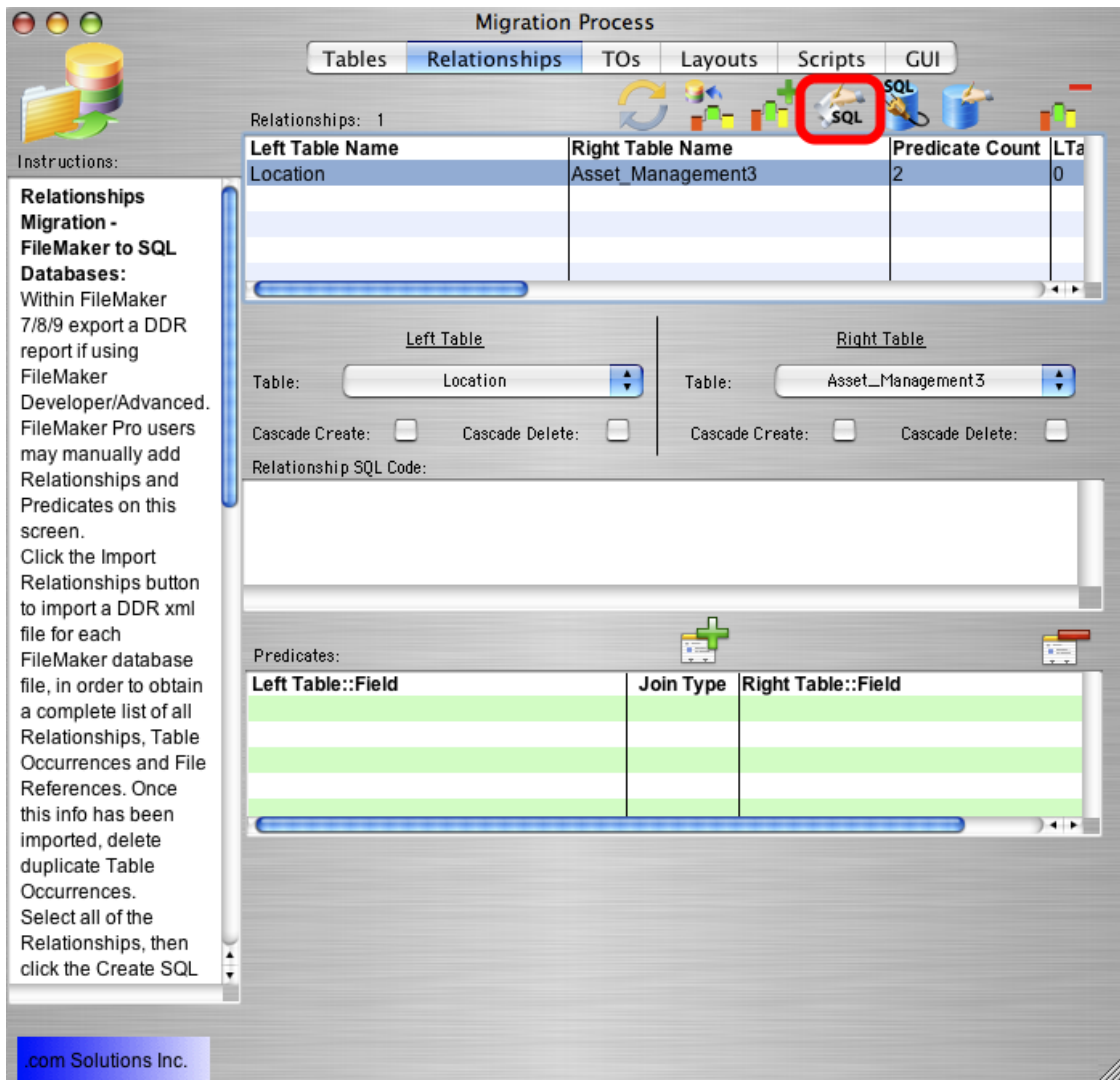 Migration Process
Tables Relationships TOs Layouts Scripts GUI
Relationships: 1
SQL
SQL
Left Table Name Right Table Name Predicate Count LTa
Location Asset_Management3 2 0
Instructions:
Relationships
Migration -
FileMaker to SQL
Databases:
Within FileMaker
7/8/9 export a DDR
report if using
FileMaker
Developer/Advanced.
FileMaker Pro users
may manually add
Relationships and
Predicates on this
screen.
Click the Import
Relationships button
to import a DDR xml
file for each
FileMaker database
file, in order to obtain
a complete list of all
Relationships, Table
Occurrences and File
References. Once
this info has been
imported, delete
duplicate Table
Occurrences.
Select all of the
Relationships, then
click the Create SQL
Left Table Right Table
Table: Location Table: Asset_Management3
Cascade Create: Cascade Delete: Cascade Create: Cascade Delete:
Relationship SQL Code:
Predicates:
Left Table::Field Join Type Right Table::Field
.com Solutions Inc.